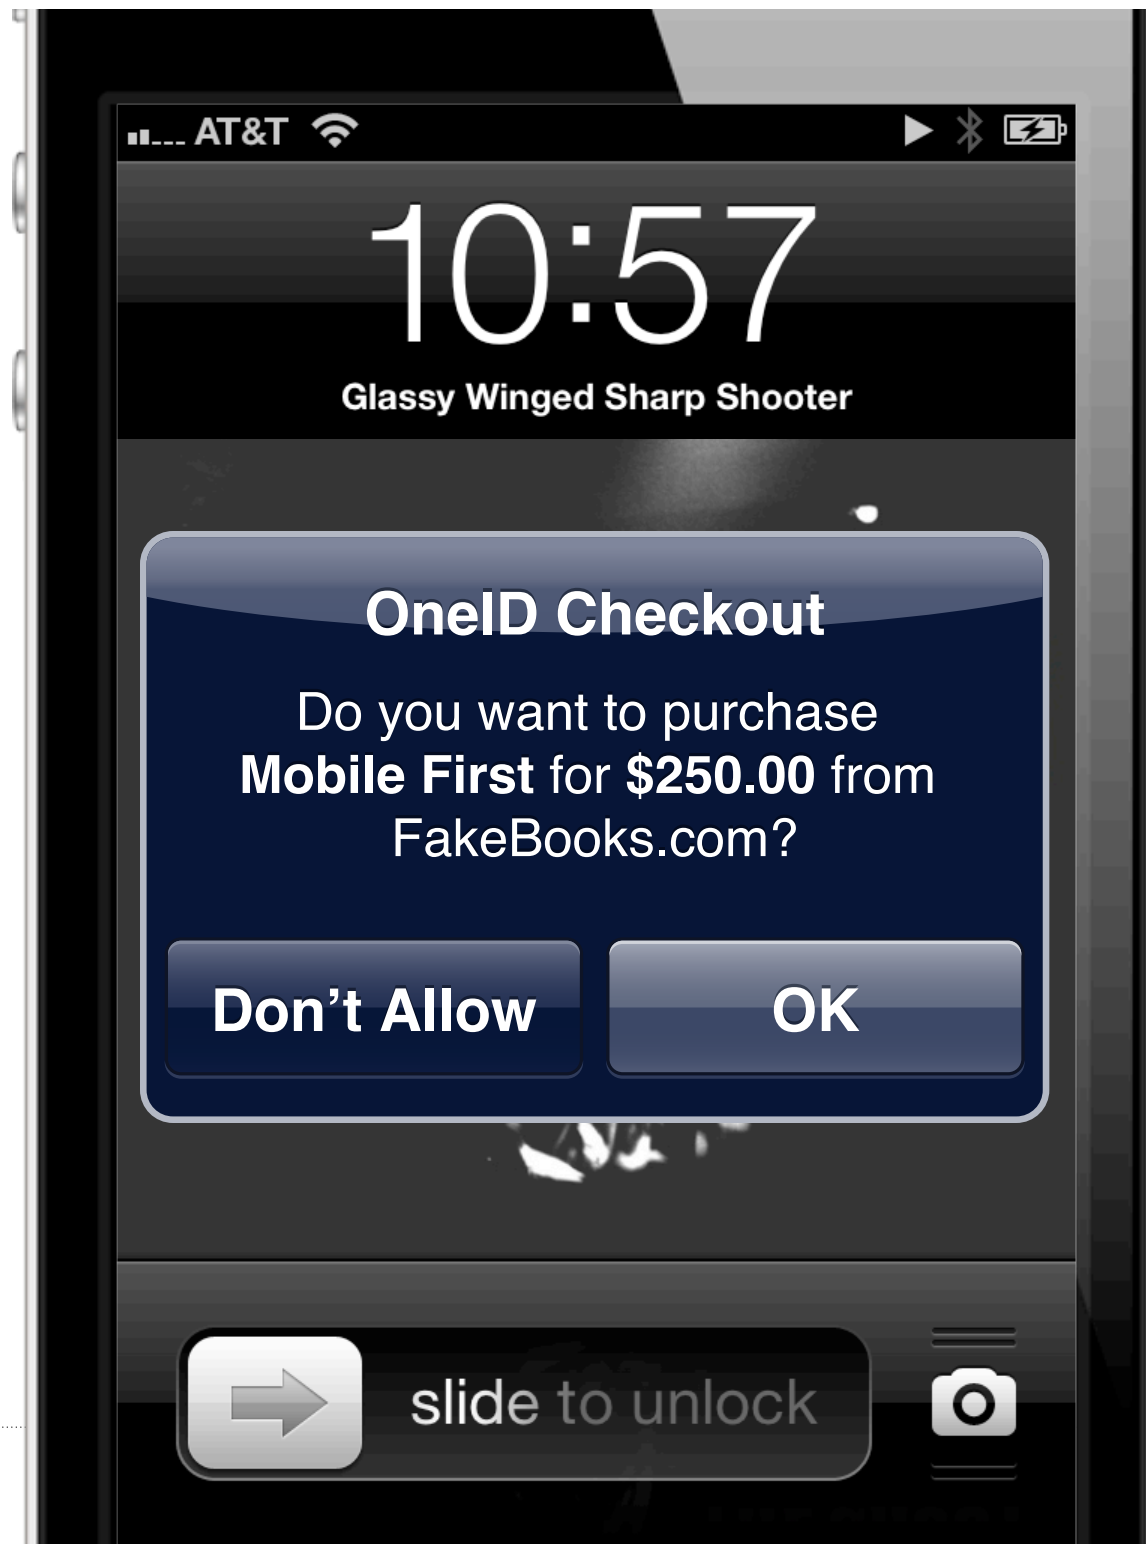 AT&T
10:57
Glassy Winged Sharp Shooter
OneID Checkout
Do you want to purchase
Mobile First for $250.00 from
FakeBooks.com?
Don't Allow
OK
slide to unlock